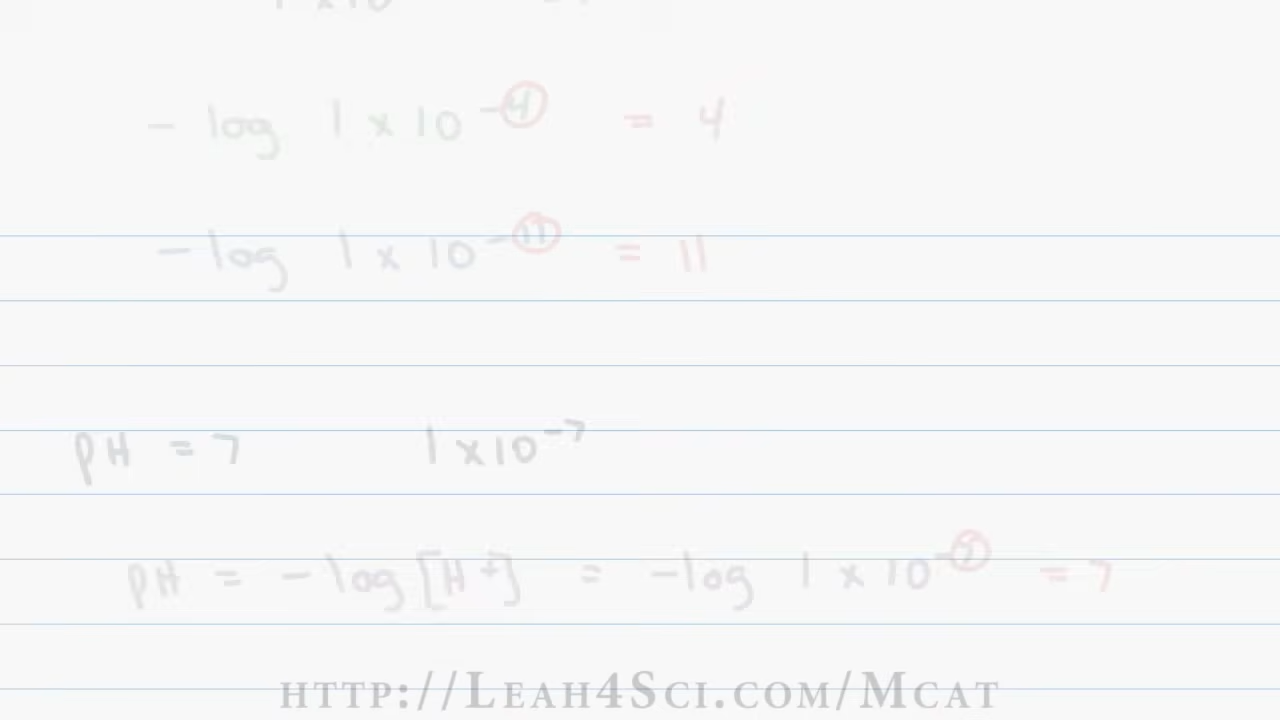 - log 1 x 10⁻⁴ = 4
- log 1 x 10⁻¹¹ = 11
pH = 7 1 x 10⁻⁷
pH = - log [H⁺] = - log 1 x 10⁻⁷ = 7
HTTP://LEAH4SCI.COM/MCAT